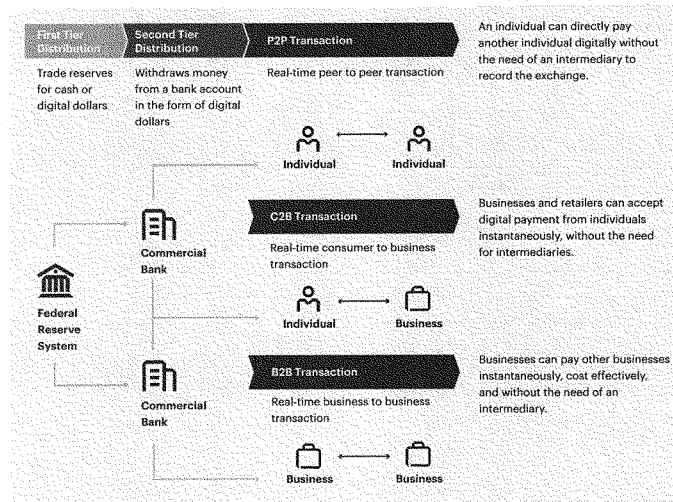 First Tier
Distribution
Second Tier
Distribution
P2P Transaction
An individual can directly pay
another individual digitally without
the need of an intermediary to
record the exchange.
Trade reserves
for cash or
digital dollars
Withdraws money
from a bank account
in the form of digital
dollars
Real-time peer to peer transaction
Individual
Individual
C2B Transaction
Businesses and retailers can accept
digital payment from individuals
instantaneously, without the need
for intermediaries.
Commercial
Bank
Real-time consumer to business
transaction
Federal
Reserve
System
Individual
Business
B2B Transaction
Businesses can pay other businesses
instantaneously, cost effectively,
and without the need of an
intermediary.
Commercial
Bank
Real-time business to business
transaction
Business
Business